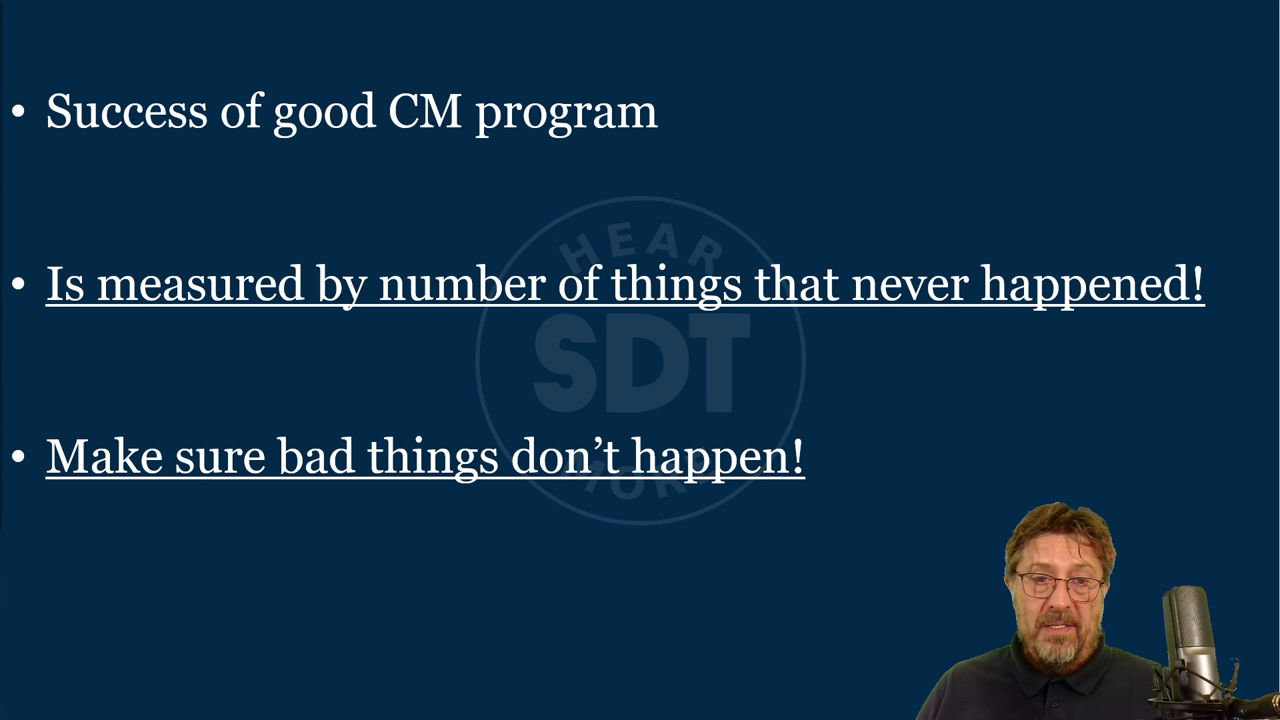 • Success of good CM program
• Is measured by number of things that never happened!
• Make sure bad things don’t happen!
HEAR
SDT
MORE